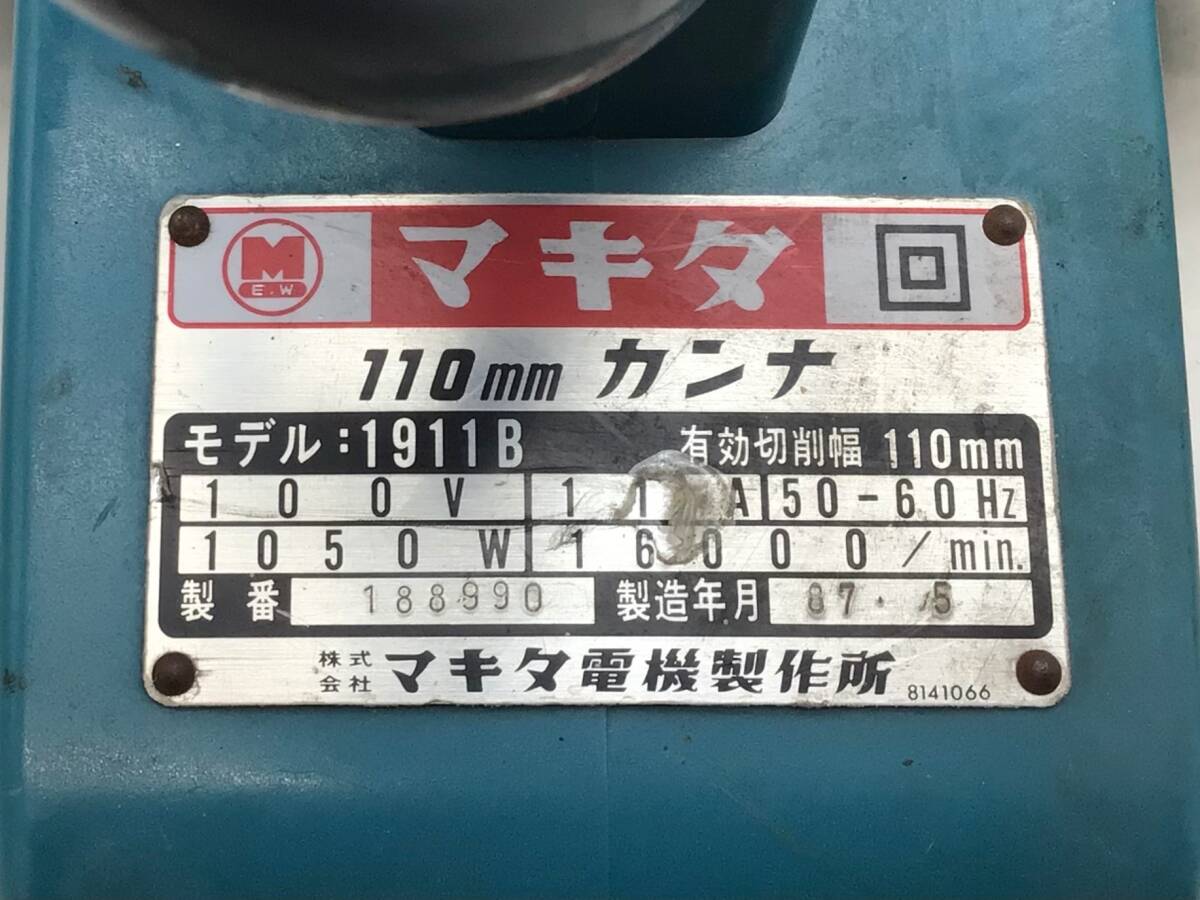 M
E.W
マキタ
110mm カンナ
モデル:1911B 有効切削幅 110mm
100V 11A 50-60Hz
1050W 16000/min.
製番 188990 製造年月 87.5
株式会社 マキタ電機製作所 8141066